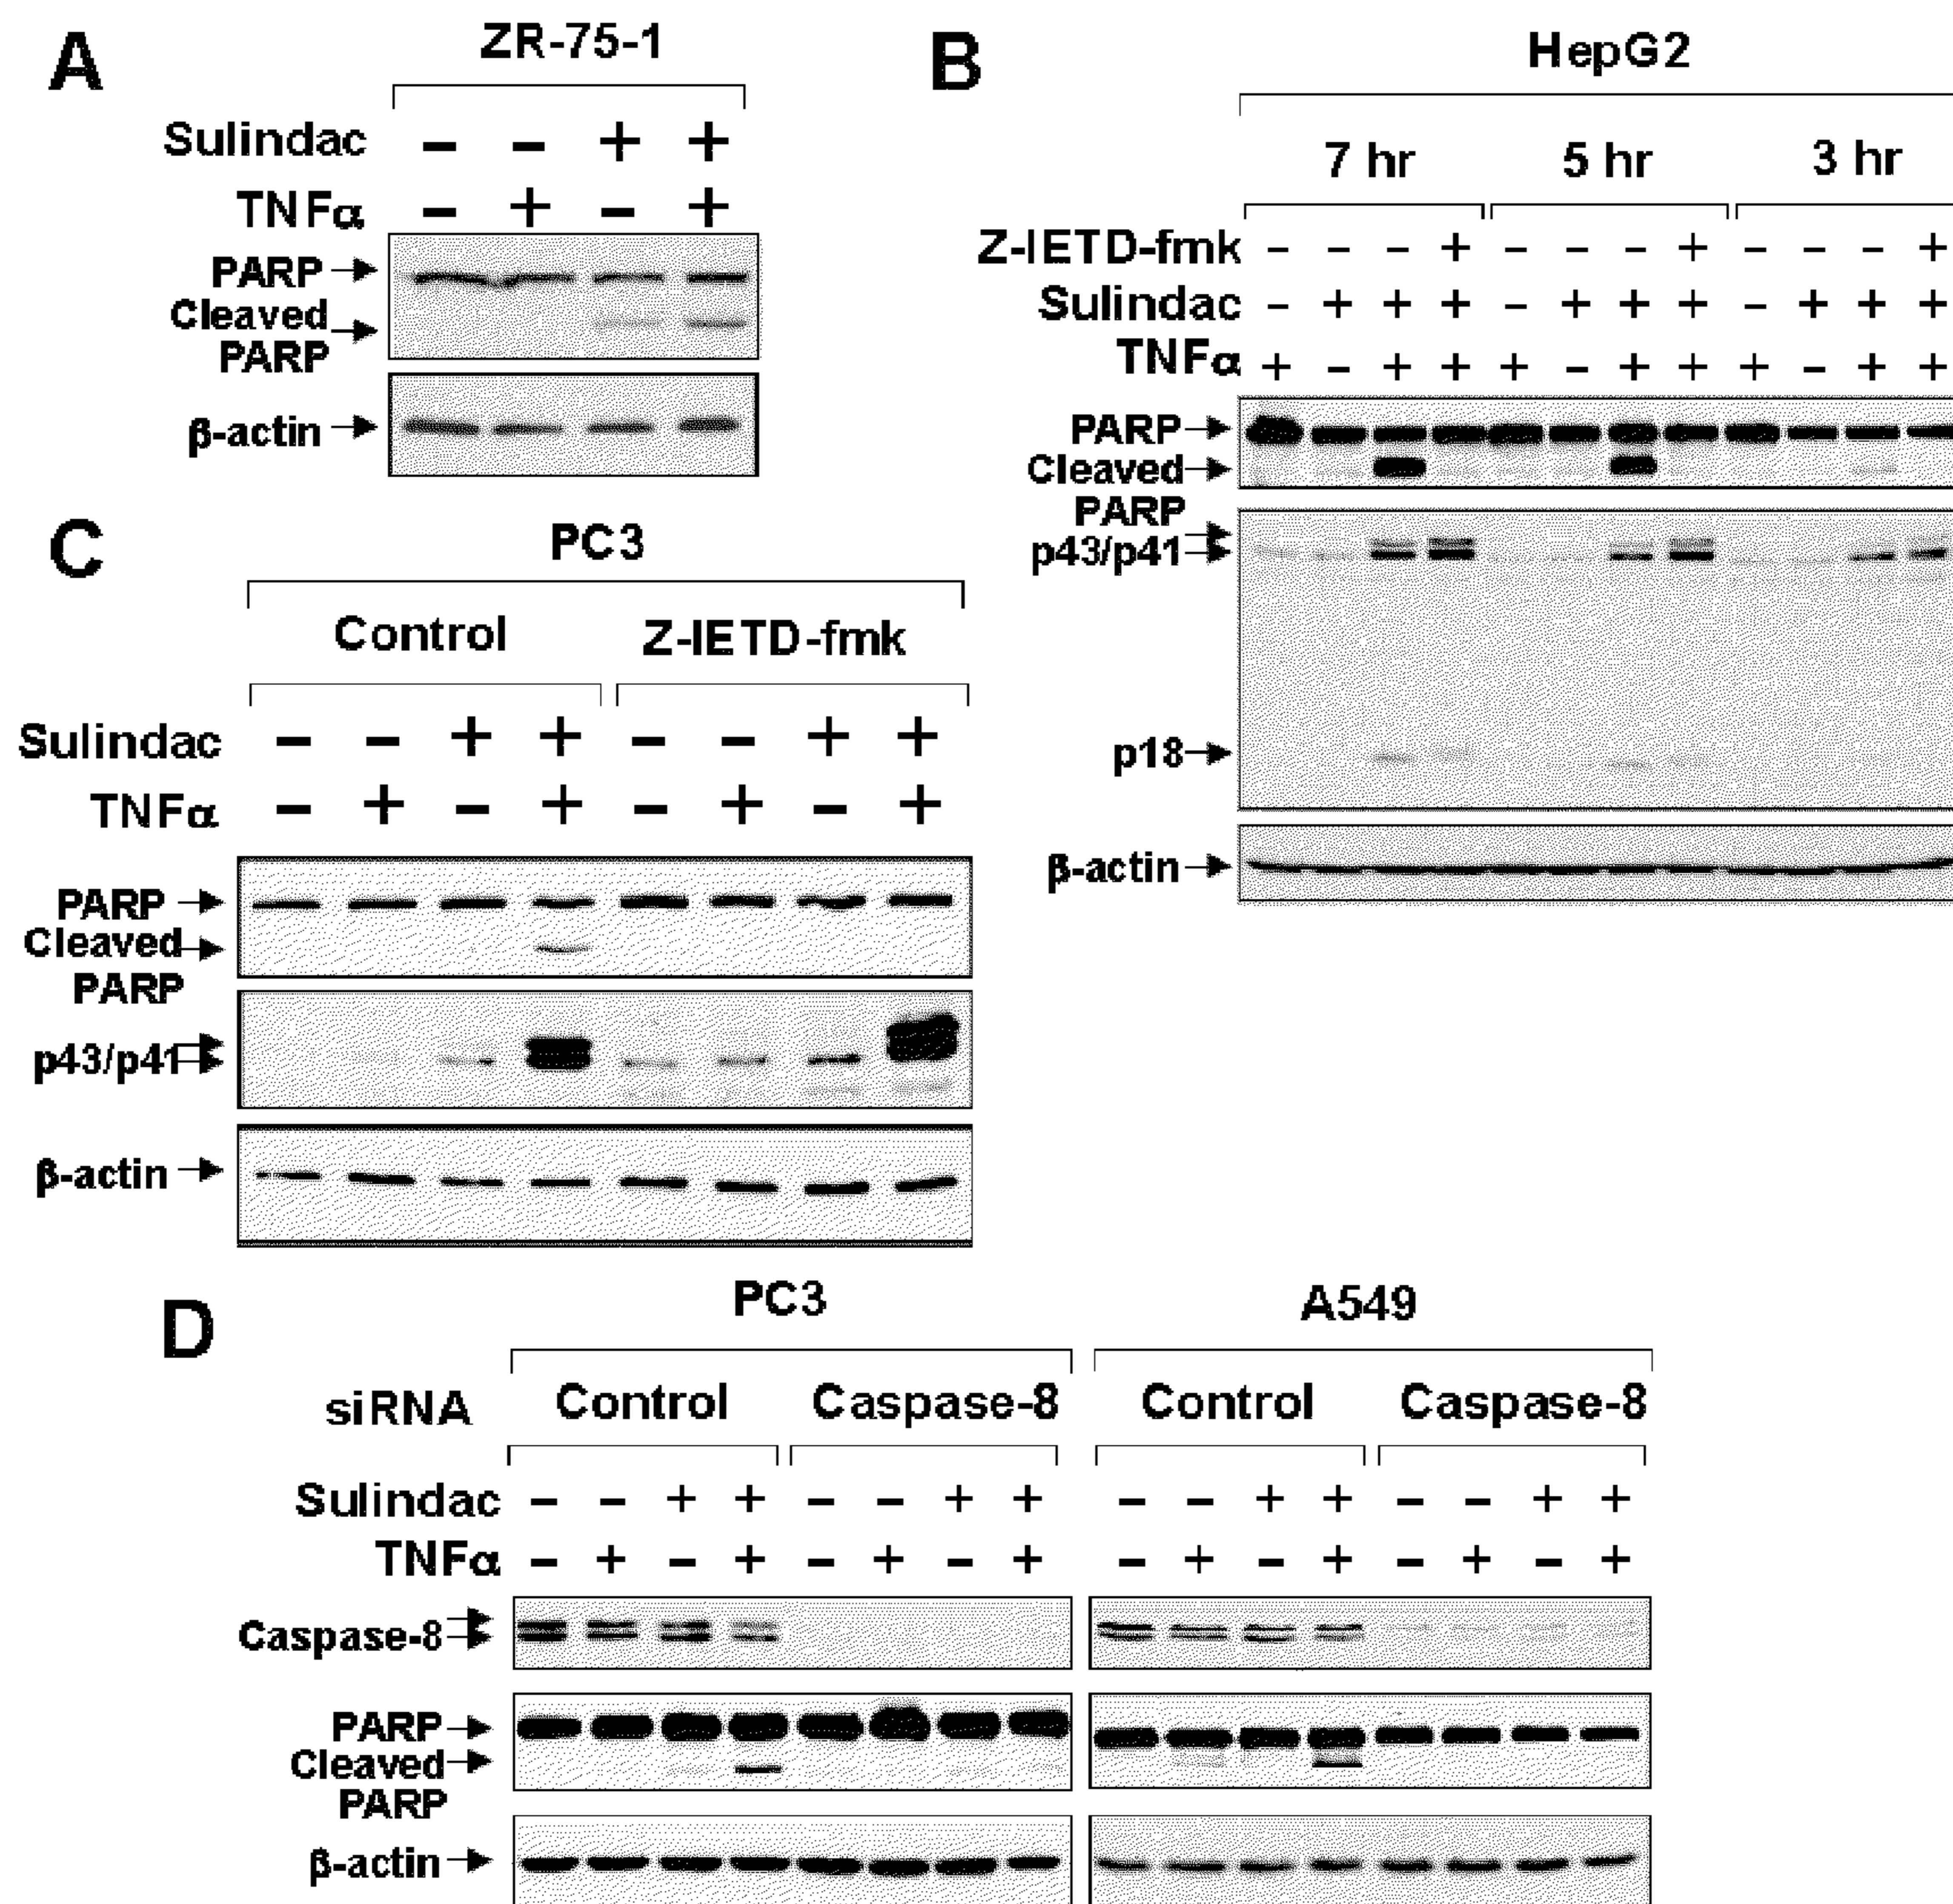 A
ZR-75-1
Sulindac – – + +
TNFα – + – +
PARP
Cleaved
PARP
β-actin
B
HepG2
7 hr 5 hr 3 hr
Z-IETD-fmk – – – + – – – + – – – +
Sulindac – + + + – + + + – + + +
TNFα + – + + + – + + + – + +
PARP
Cleaved
PARP
p43/p41
p18
β-actin
C
PC3
Control Z-IETD-fmk
Sulindac – – + + – – + +
TNFα – + – + – + – +
PARP
Cleaved
PARP
p43/p41
β-actin
D
PC3 A549
siRNA Control Caspase-8 Control Caspase-8
Sulindac – – + + – – + + – – + + – – + +
TNFα – + – + – + – + – + – + – + – +
Caspase-8
PARP
Cleaved
PARP
β-actin